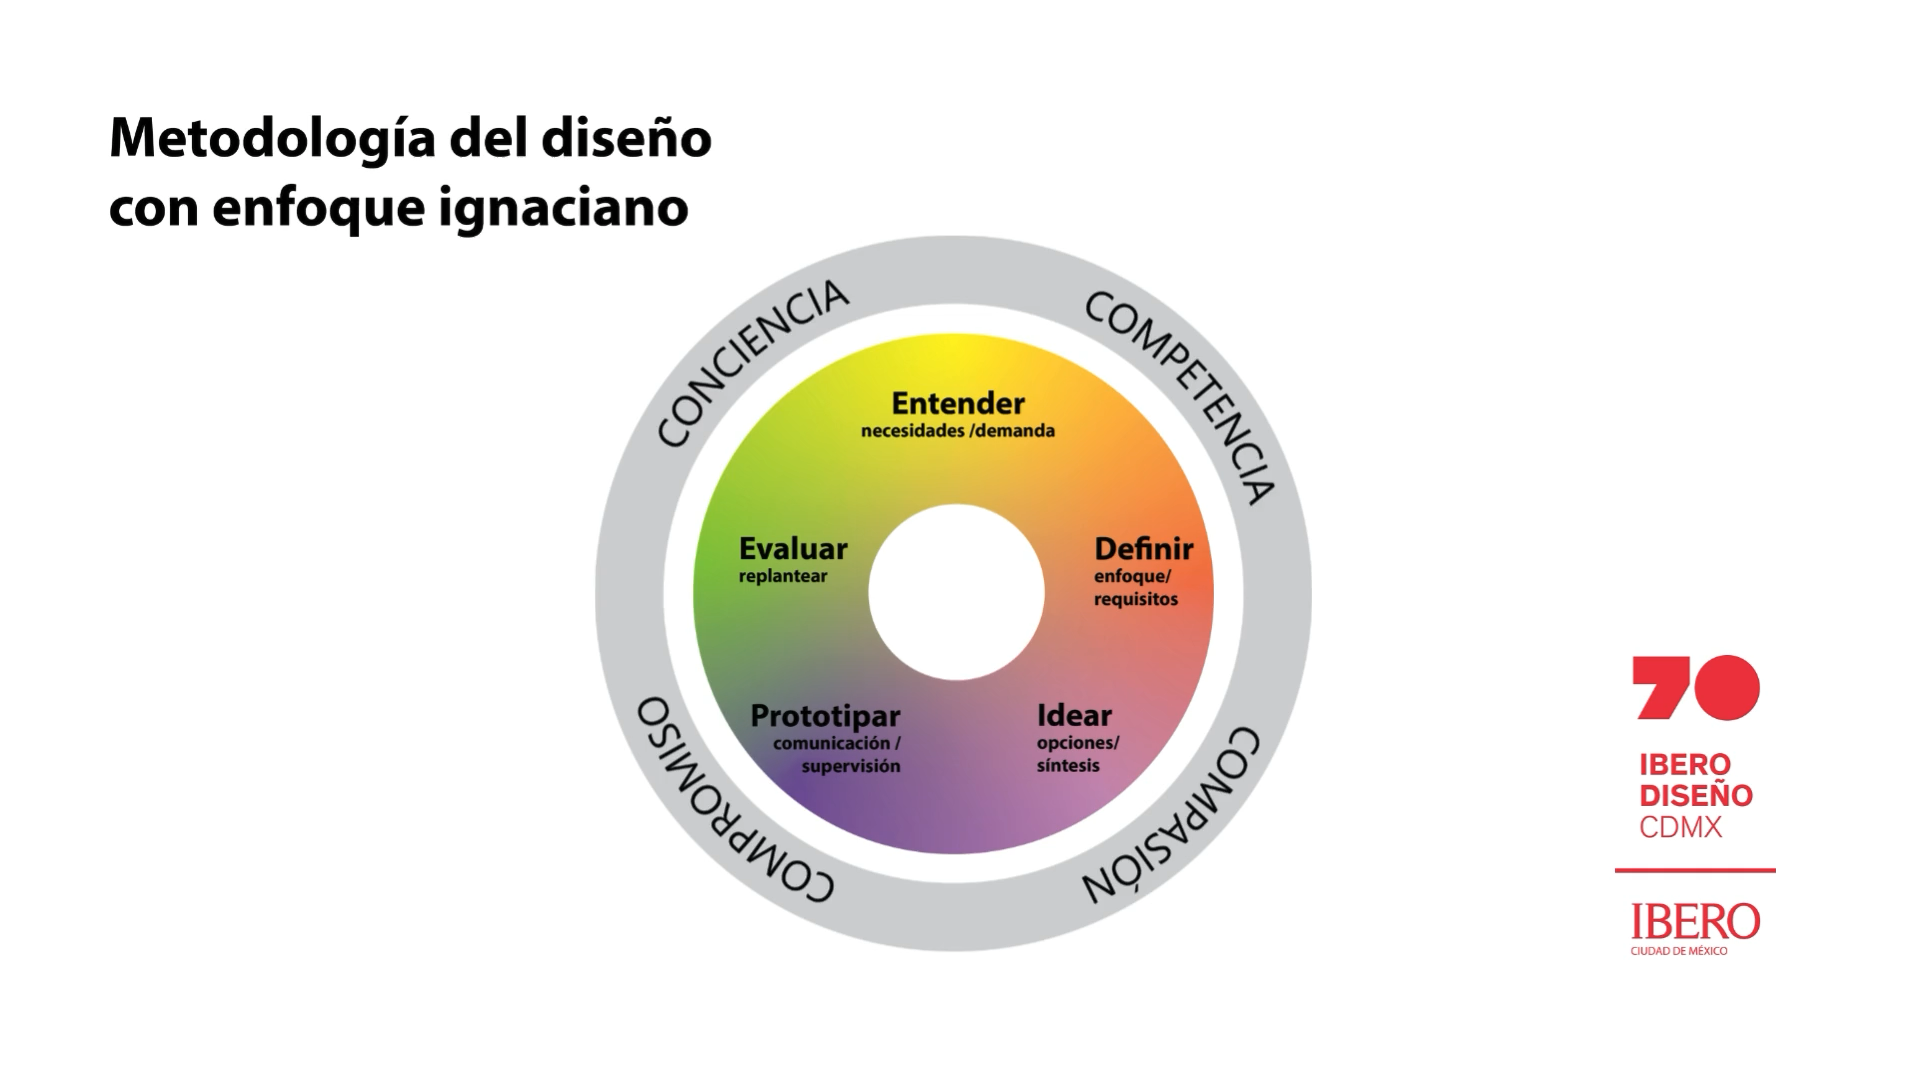 Metodología del diseño
con enfoque ignaciano
CONCIENCIA
COMPETENCIA
COMPASIÓN
COMPROMISO
Entender
necesidades /demanda
Definir
enfoque/
requisitos
Idear
opciones/
síntesis
Prototipar
comunicación /
supervisión
Evaluar
replantear
70
IBERO
DISEÑO
CDMX
IBERO
CIUDAD DE MÉXICO